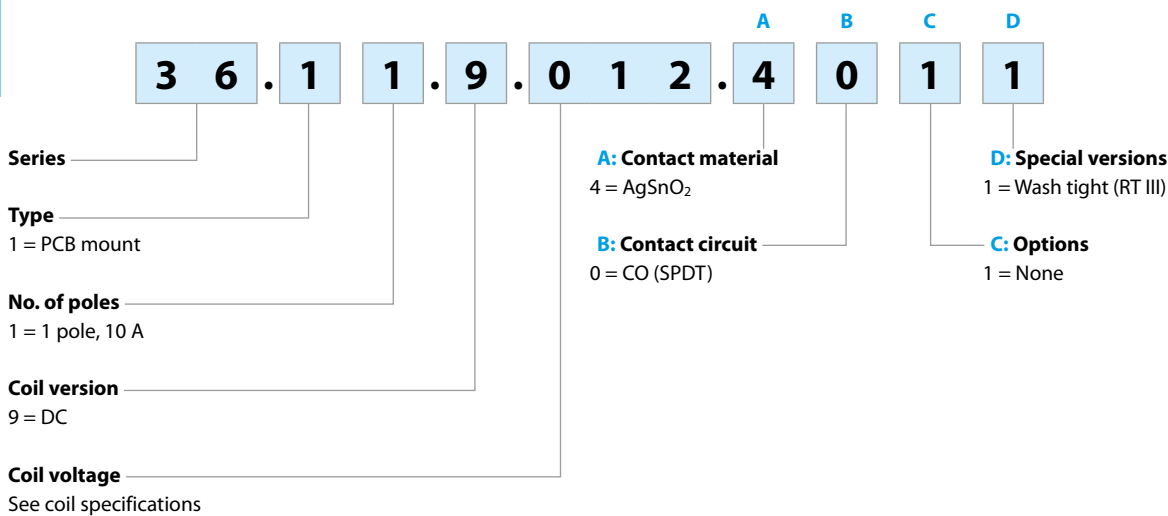 A B C D
3 6 . 1 1 . 9 . 0 1 2 . 4 0 1 1
Series
Type
1 = PCB mount
No. of poles
1 = 1 pole, 10 A
Coil version
9 = DC
Coil voltage
See coil specifications
A: Contact material
4 = AgSnO₂
B: Contact circuit
0 = CO (SPDT)
D: Special versions
1 = Wash tight (RT III)
C: Options
1 = None